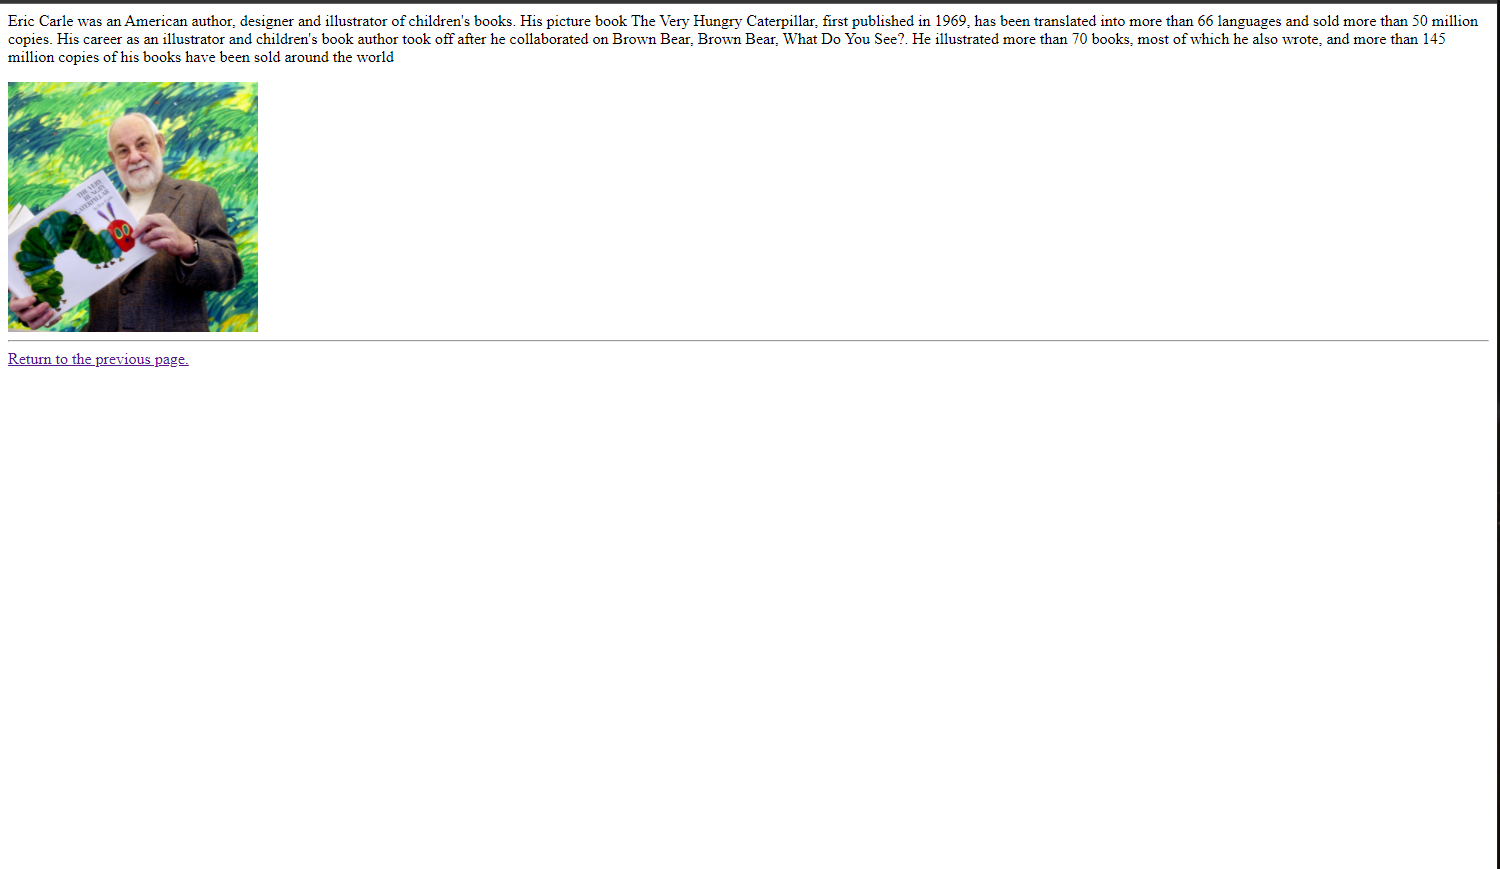 Eric Carle was an American author, designer and illustrator of children's books. His picture book The Very Hungry Caterpillar, first published in 1969, has been translated into more than 66 languages and sold more than 50 million
copies. His career as an illustrator and children's book author took off after he collaborated on Brown Bear, Brown Bear, What Do You See?. He illustrated more than 70 books, most of which he also wrote, and more than 145
million copies of his books have been sold around the world
THE VERY
HUNGRY
CATERPILLAR
Return to the previous page.